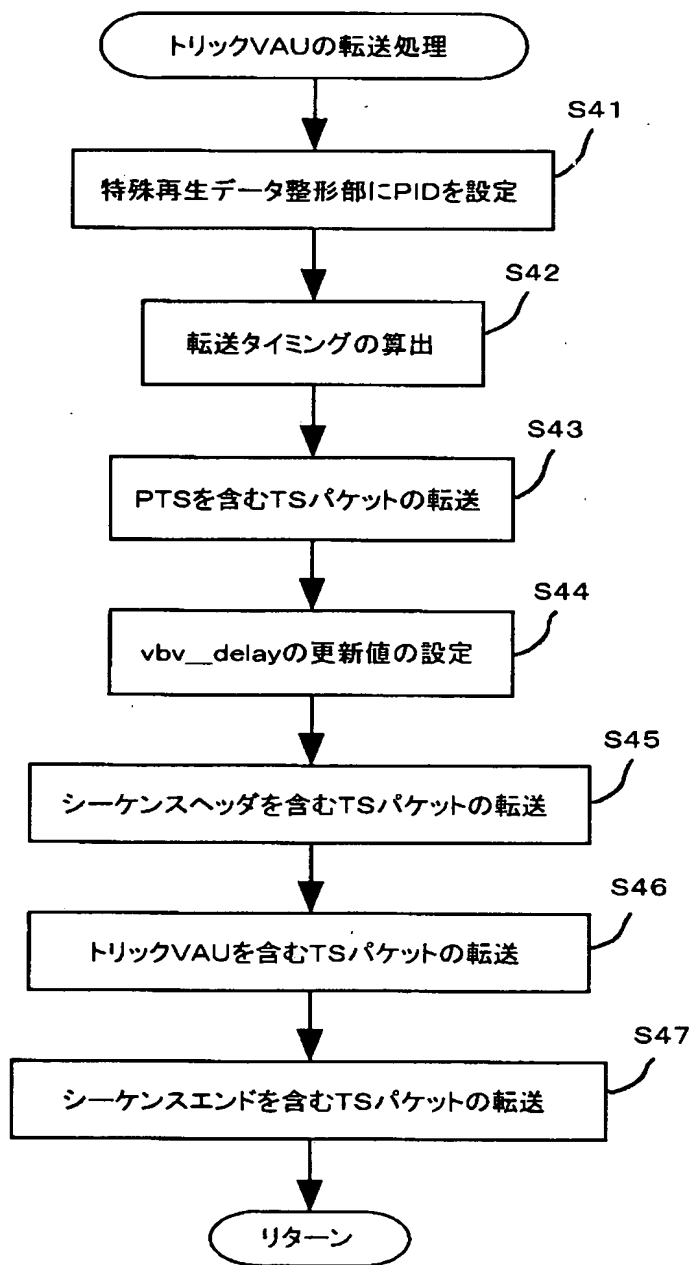 トリックVAUの転送処理
S41
特殊再生データ整形部にPIDを設定
S42
転送タイミングの算出
S43
PTSを含むTSパケットの転送
S44
vbv__delayの更新値の設定
S45
シーケンスヘッダを含むTSパケットの転送
S46
トリックVAUを含むTSパケットの転送
S47
シーケンスエンドを含むTSパケットの転送
リターン